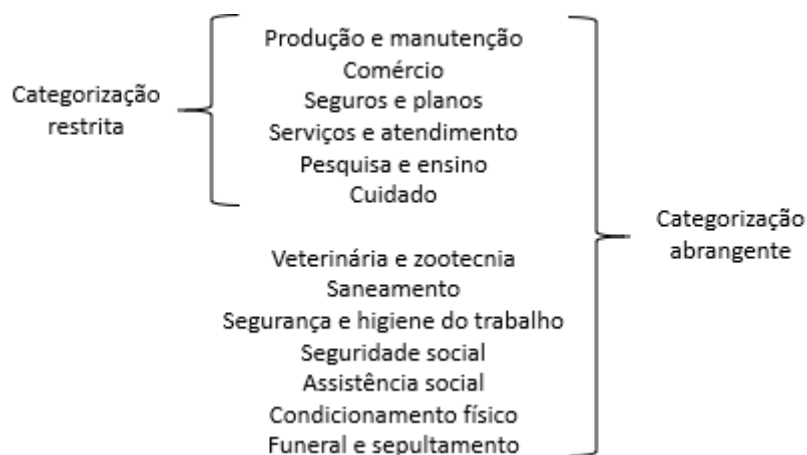 Categorização
restrita
Produção e manutenção
Comércio
Seguros e planos
Serviços e atendimento
Pesquisa e ensino
Cuidado
Veterinária e zootecnia
Saneamento
Segurança e higiene do trabalho
Seguridade social
Assistência social
Condicionamento físico
Funeral e sepultamento
Categorização
abrangente